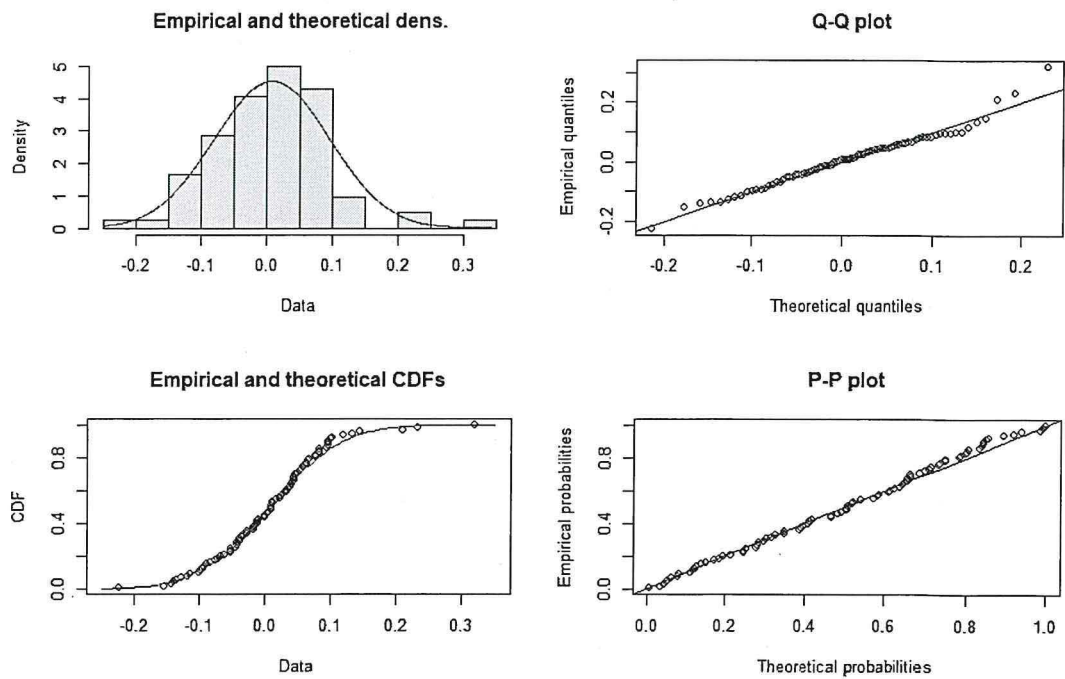 Empirical and theoretical dens.
Density
0 1 2 3 4 5
-0.2 -0.1 0.0 0.1 0.2 0.3
Data
Q-Q plot
Empirical quantiles
-0.2 0.0 0.2
-0.2 -0.1 0.0 0.1 0.2
Theoretical quantiles
Empirical and theoretical CDFs
CDF
0.0 0.4 0.8
-0.2 -0.1 0.0 0.1 0.2 0.3
Data
P-P plot
Empirical probabilities
0.0 0.4 0.8
0.0 0.2 0.4 0.6 0.8 1.0
Theoretical probabilities